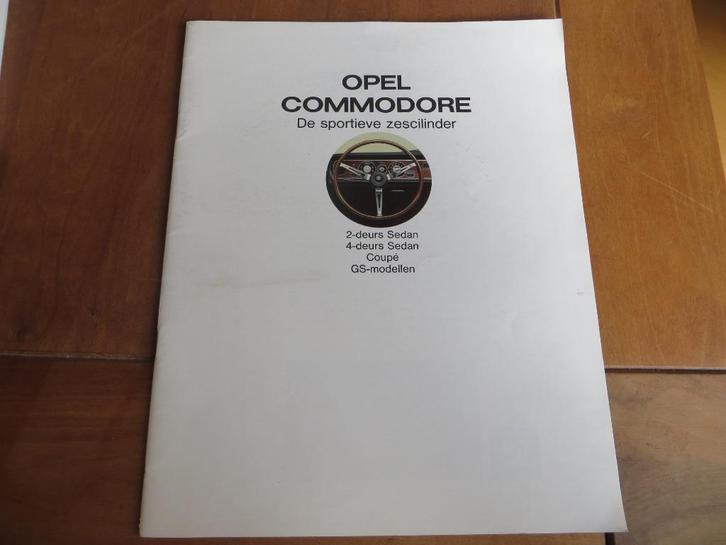 OPEL
COMMODORE
De sportieve zescilinder
2-deurs Sedan
4-deurs Sedan
Coupé
GS-modellen